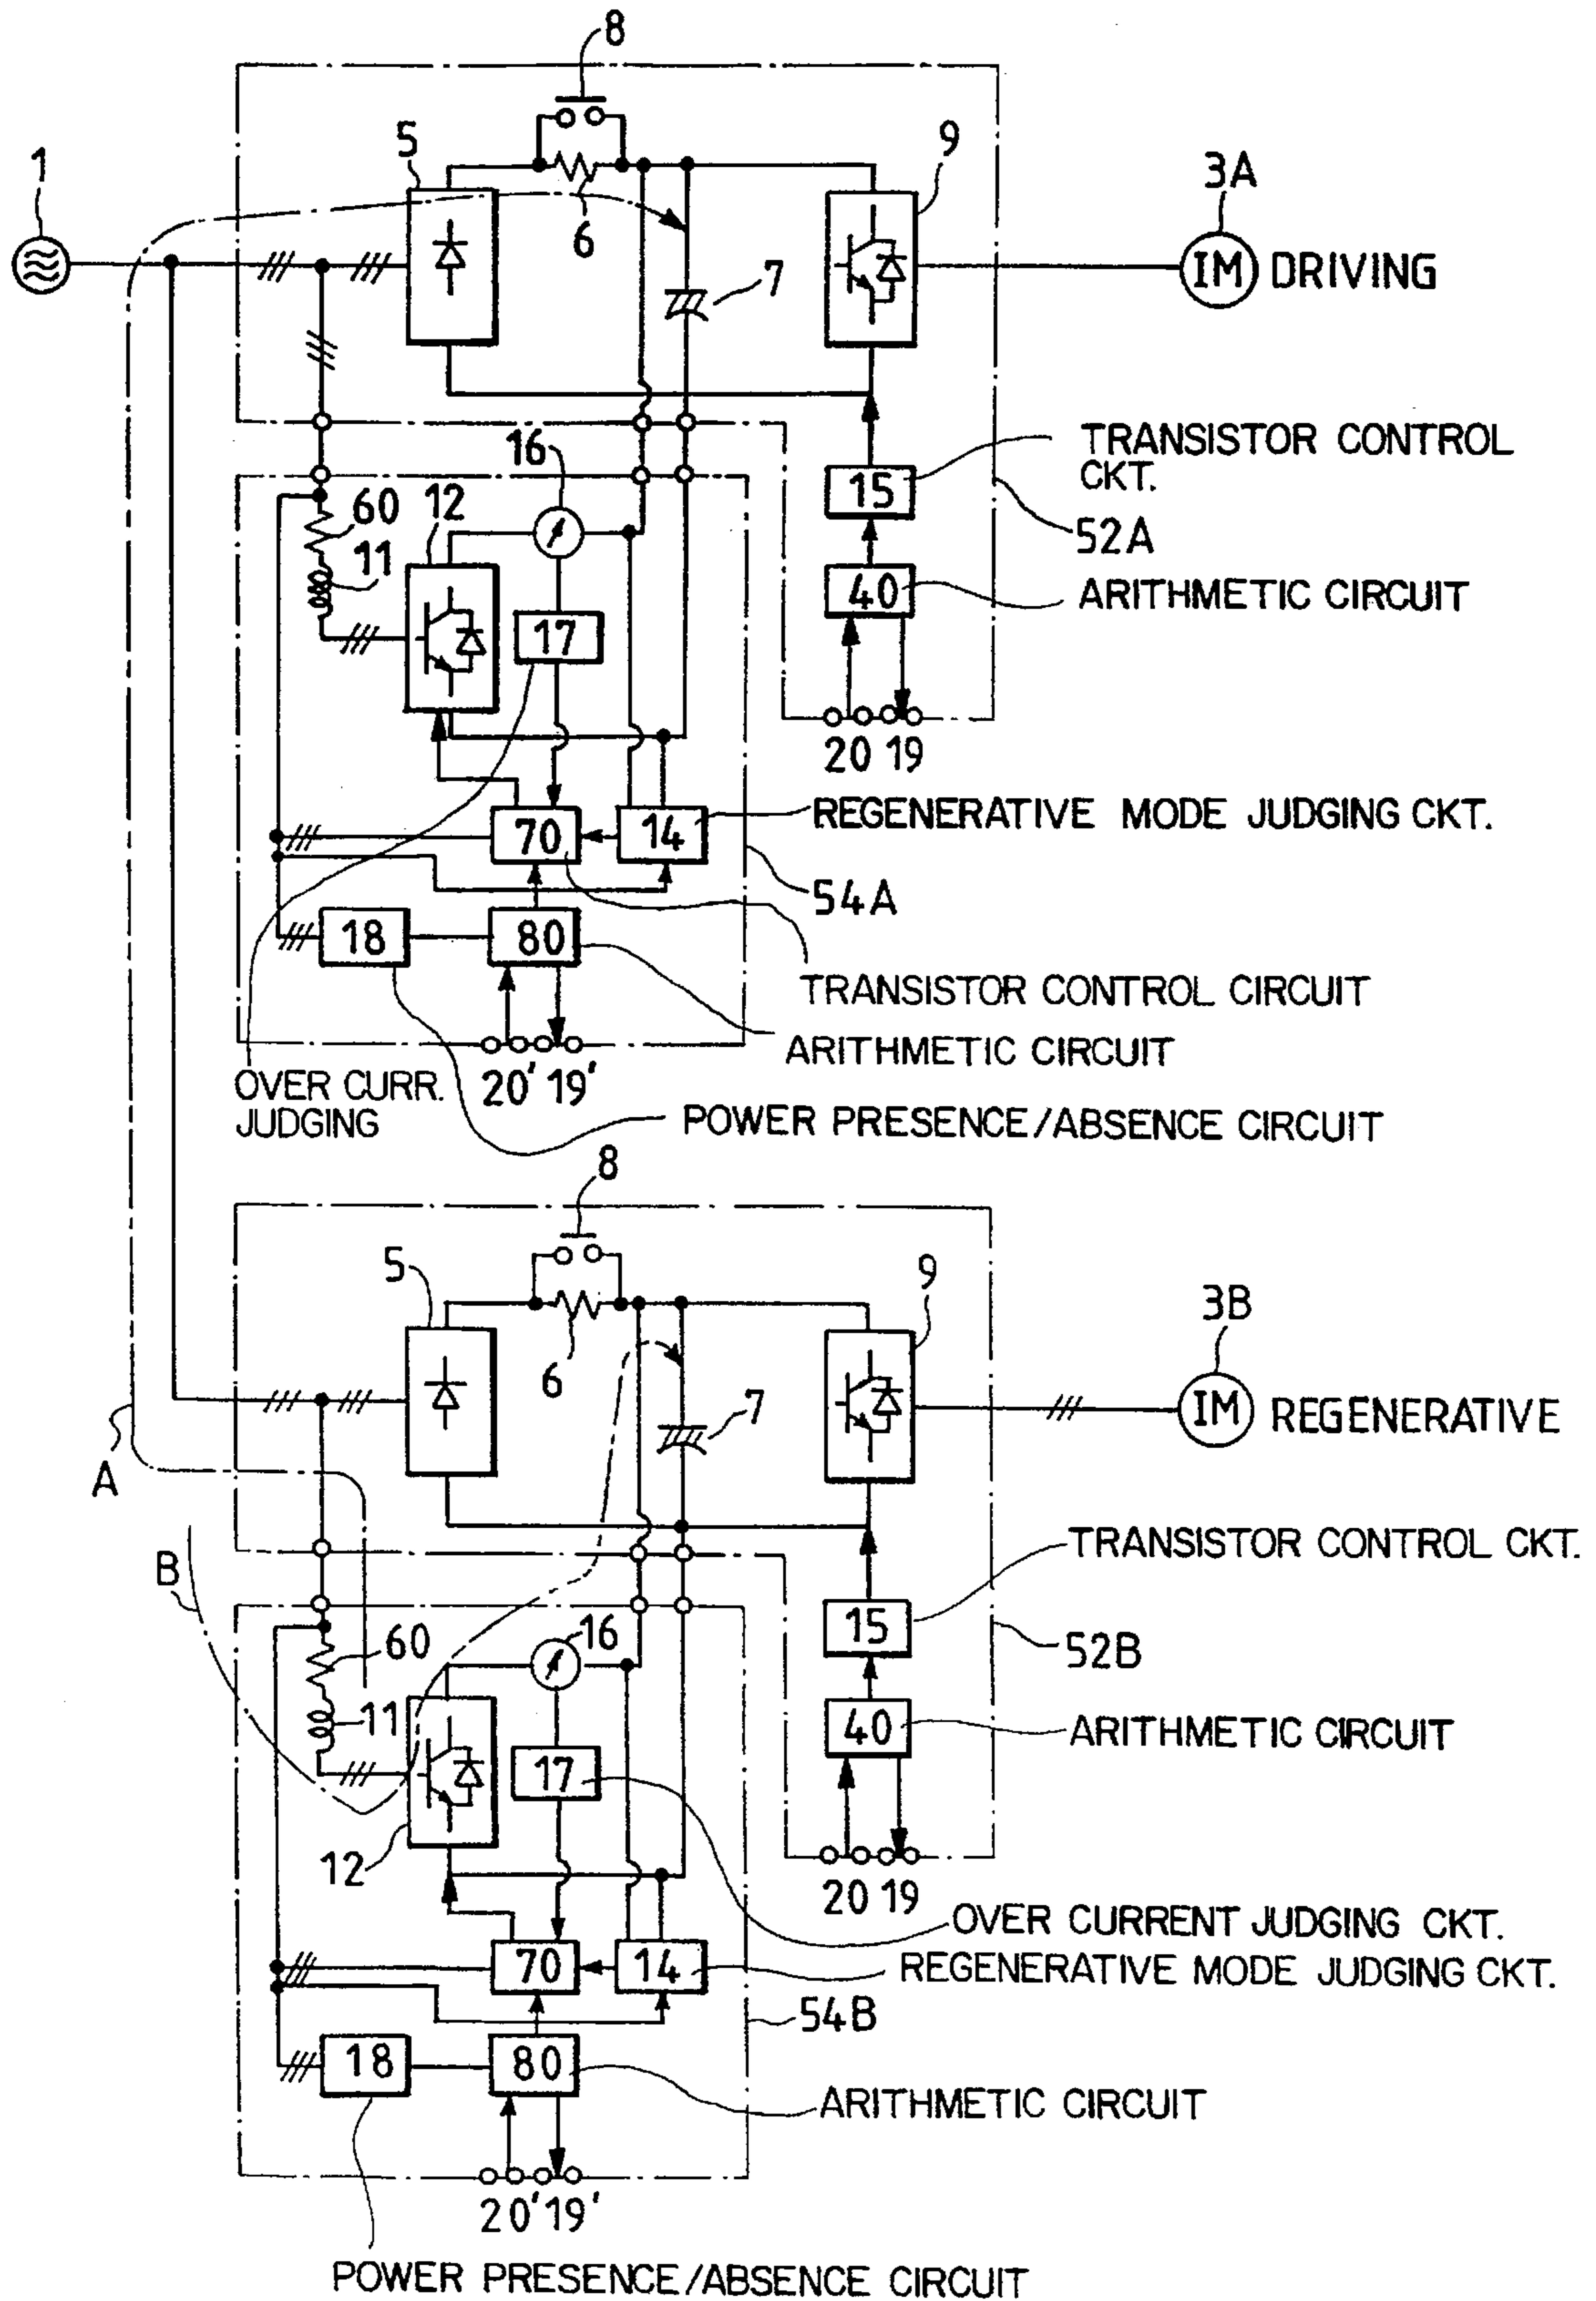 8
5
9
1
3A
6
IM DRIVING
7
16
TRANSISTOR CONTROL
CKT.
15
12
60
52A
11
40
ARITHMETIC CIRCUIT
17
20 19
70
14
REGENERATIVE MODE JUDGING CKT.
54A
18
80
TRANSISTOR CONTROL CIRCUIT
ARITHMETIC CIRCUIT
20' 19'
OVER CURR.
JUDGING
POWER PRESENCE/ABSENCE CIRCUIT
8
5
9
3B
6
7
IM REGENERATIVE
A
TRANSISTOR CONTROL CKT.
B
15
60
16
52B
11
40
ARITHMETIC CIRCUIT
17
12
20 19
OVER CURRENT JUDGING CKT.
70
14
REGENERATIVE MODE JUDGING CKT.
54B
18
80
ARITHMETIC CIRCUIT
20' 19'
POWER PRESENCE/ABSENCE CIRCUIT